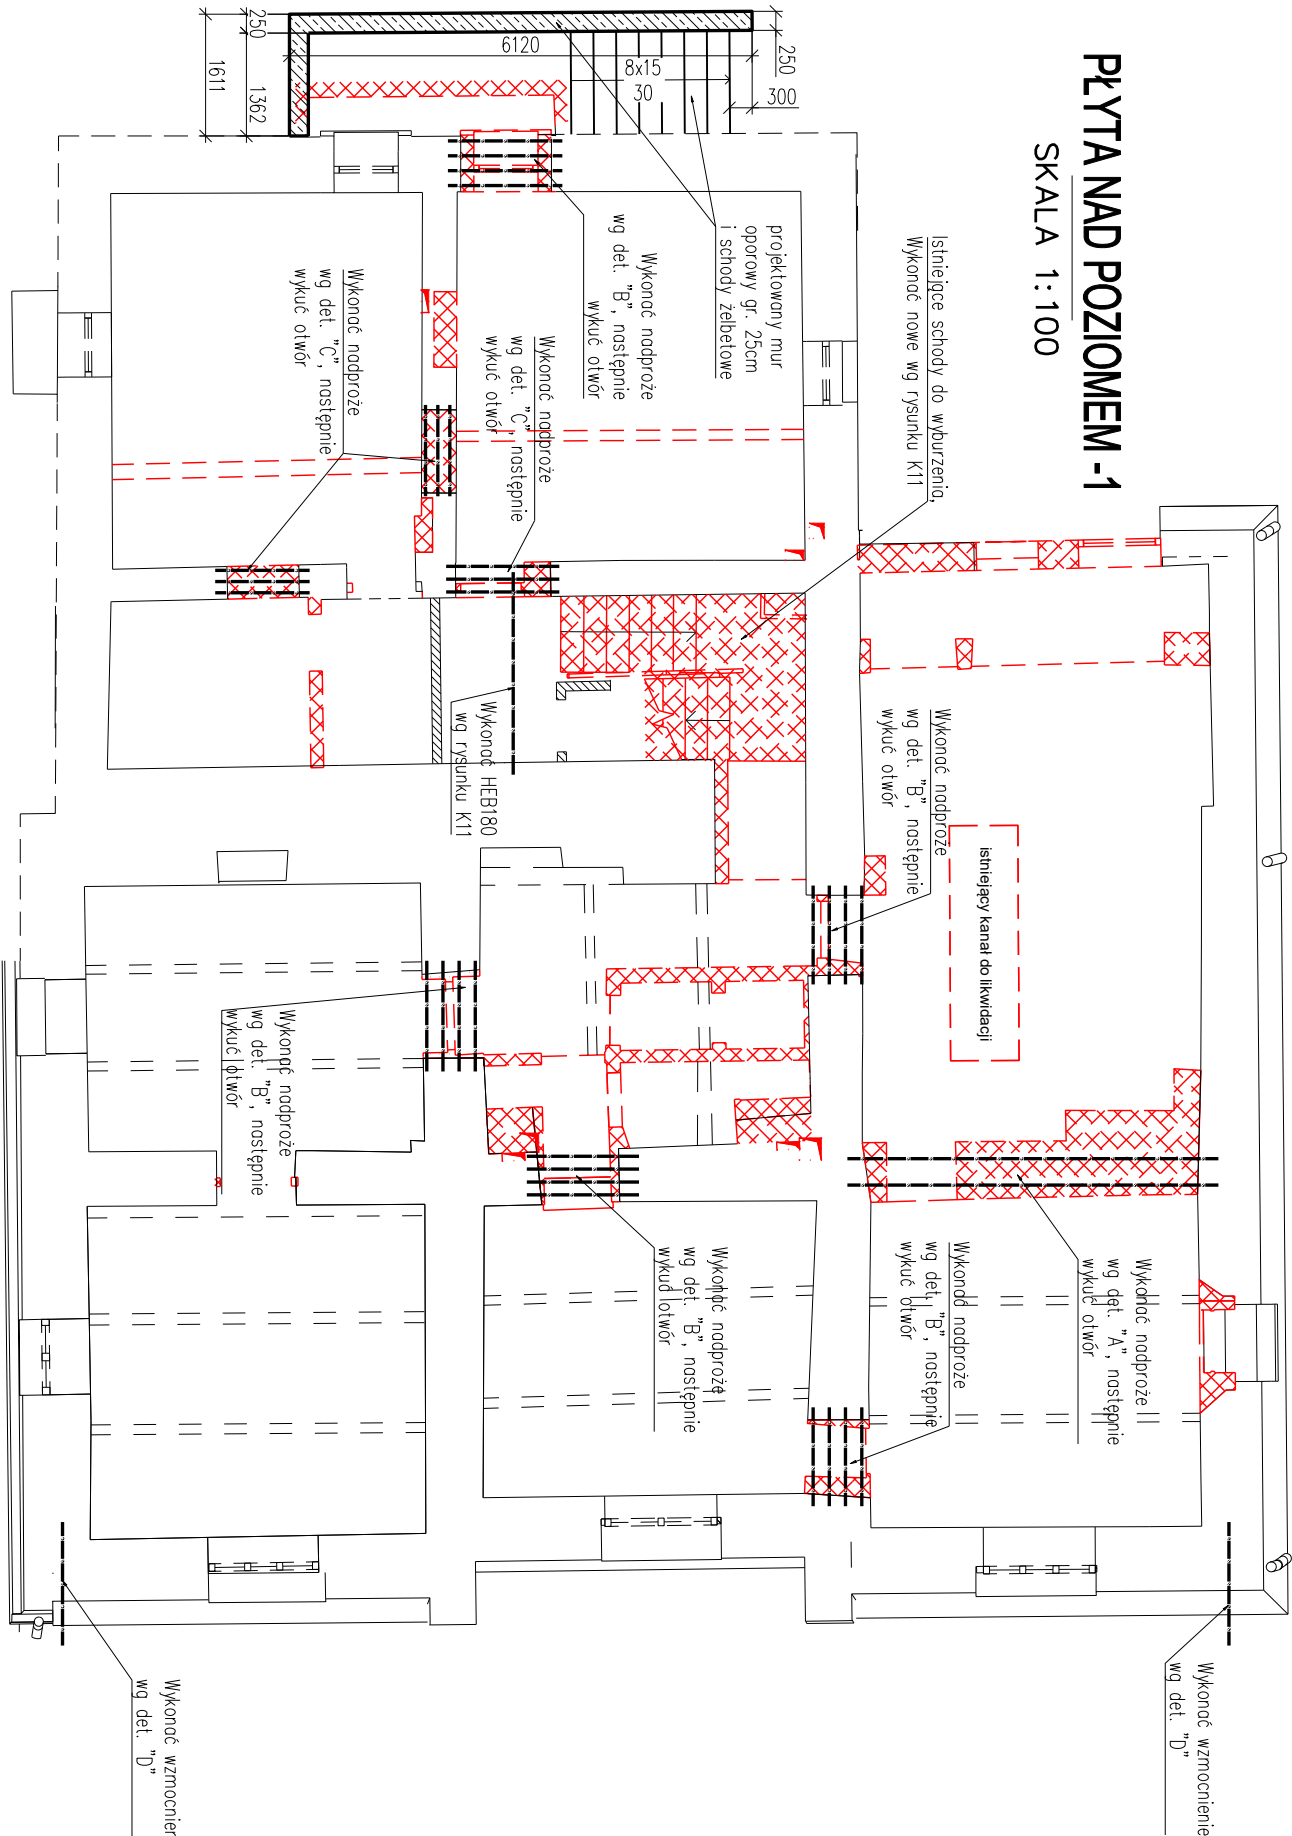 PŁYTA NAD POZIOMEM -1
SKALA 1:100
250
1362
1611
6120
8x15
30
250
300
projektowany mur
oporowy gr. 25cm
i schody żelbetowe
Istniejące schody do wyburzenia,
Wykonać nowe wg rysunku K11
Wykonać nadproże
wg det. "B", następnie
wykuć otwór
Wykonać nadproże
wg det. "C", następnie
wykuć otwór
Wykonać nadproże
wg det. "C", następnie
wykuć otwór
Wykonać HEB180
wg rysunku K11
Wykonać nadproże
wg det. "B", następnie
wykuć otwór
istniejący kanał do likwidacji
Wykonać nadproże
wg det. "B", następnie
wykuć otwór
Wykonać nadproże
wg det. "A", następnie
wykuć otwór
Wykonać nadproże
wg det. "B", następnie
wykuć otwór
Wykonać nadproże
wg det. "B", następnie
wykuć otwór
Wykonać wzmocnienie
wg det. "D"
Wykonać wzmocnier
wg det. "D"